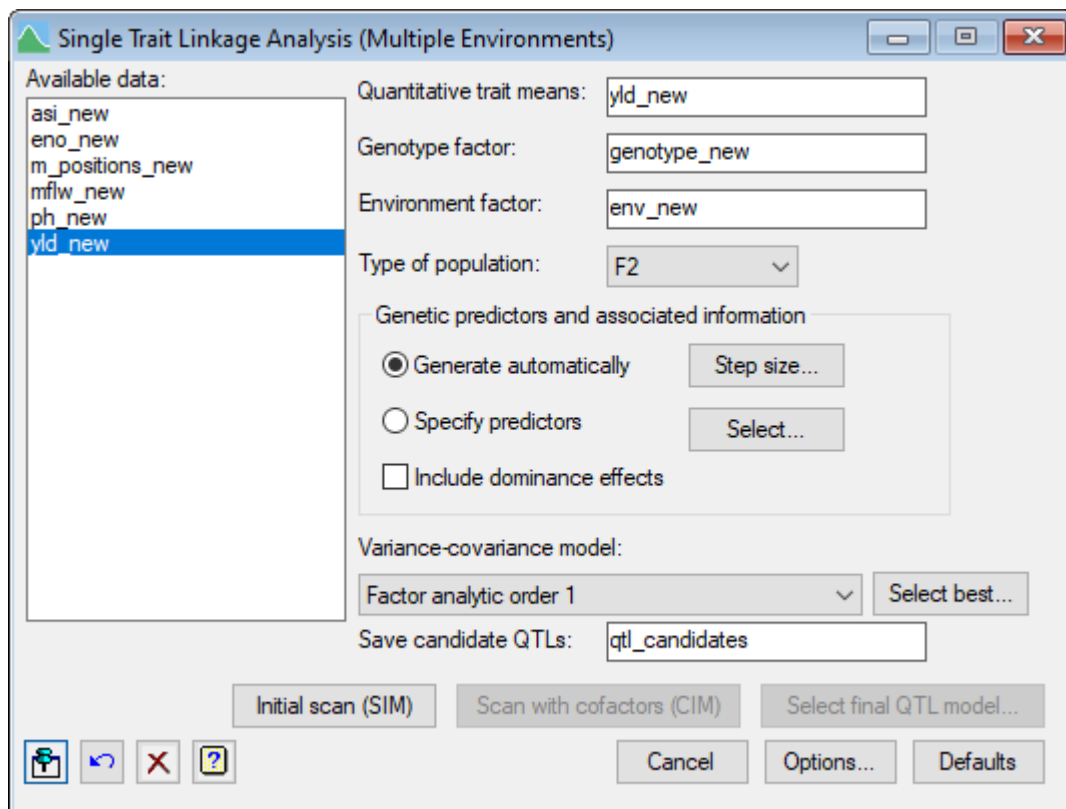 Single Trait Linkage Analysis (Multiple Environments)
Available data:
asi_new
eno_new
m_positions_new
mflw_new
ph_new
yld_new
Quantitative trait means: yld_new
Genotype factor: genotype_new
Environment factor: env_new
Type of population: F2
Genetic predictors and associated information
Generate automatically Step size...
Specify predictors Select...
Include dominance effects
Variance-covariance model:
Factor analytic order 1 Select best...
Save candidate QTLs: qtl_candidates
Initial scan (SIM) Scan with cofactors (CIM) Select final QTL model...
? Cancel Options... Defaults